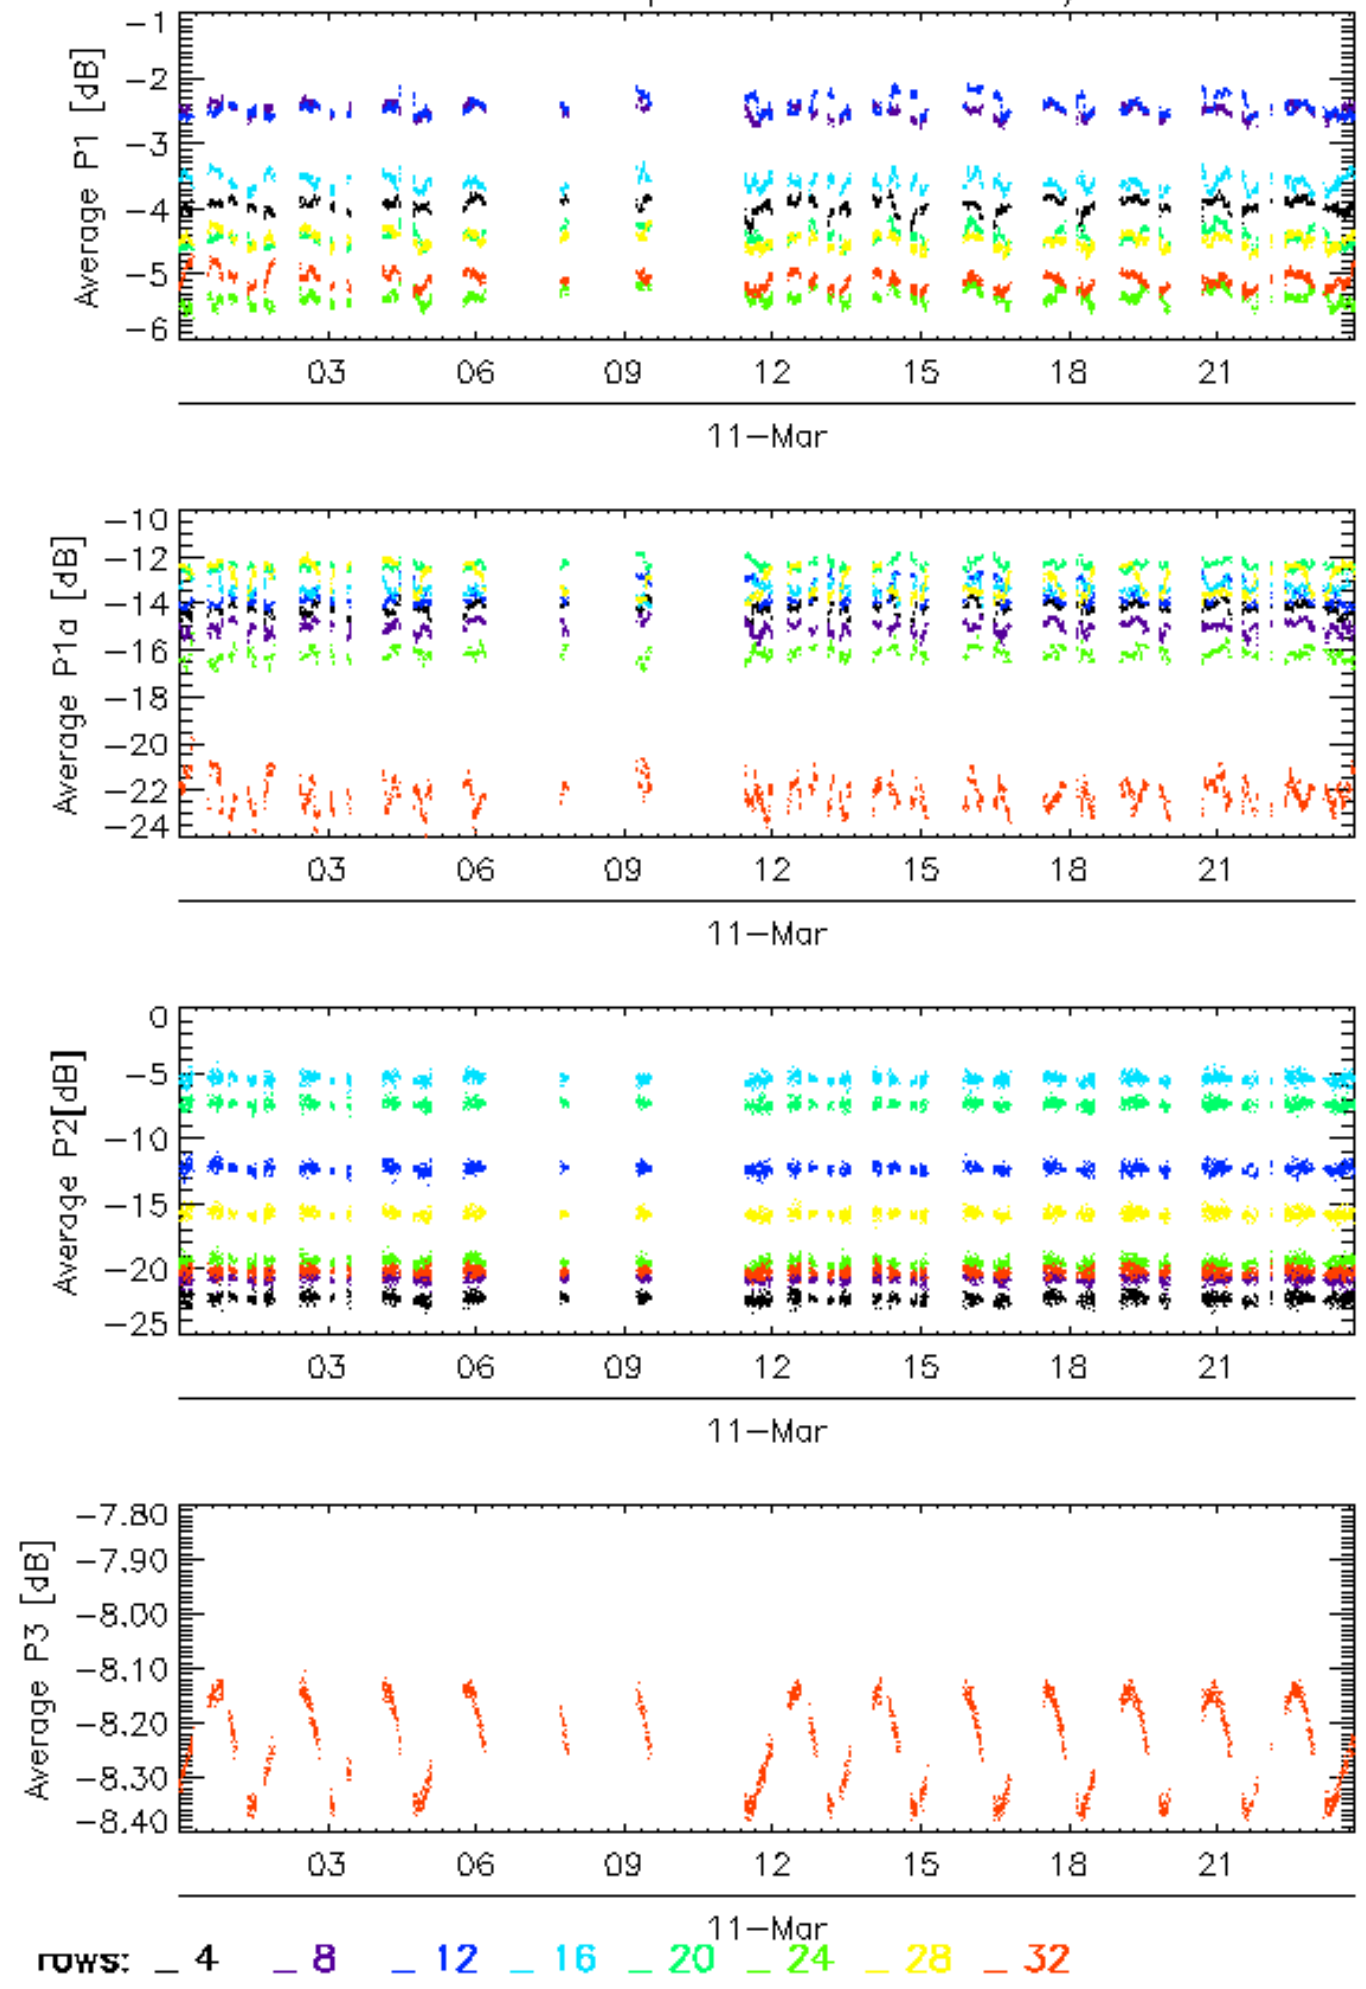 Average P1 [dB]
−1
−2
−3
−4
−5
−6
03 06 09 12 15 18 21
11−Mar
Average P1a [dB]
−10
−12
−14
−16
−18
−20
−22
−24
03 06 09 12 15 18 21
11−Mar
Average P2[dB]
0
−5
−10
−15
−20
−25
03 06 09 12 15 18 21
11−Mar
Average P3 [dB]
−7.80
−7.90
−8.00
−8.10
−8.20
−8.30
−8.40
03 06 09 12 15 18 21
11−Mar
rows: _ 4 _ 8 _ 12 _ 16 _ 20 _ 24 _ 28 _ 32